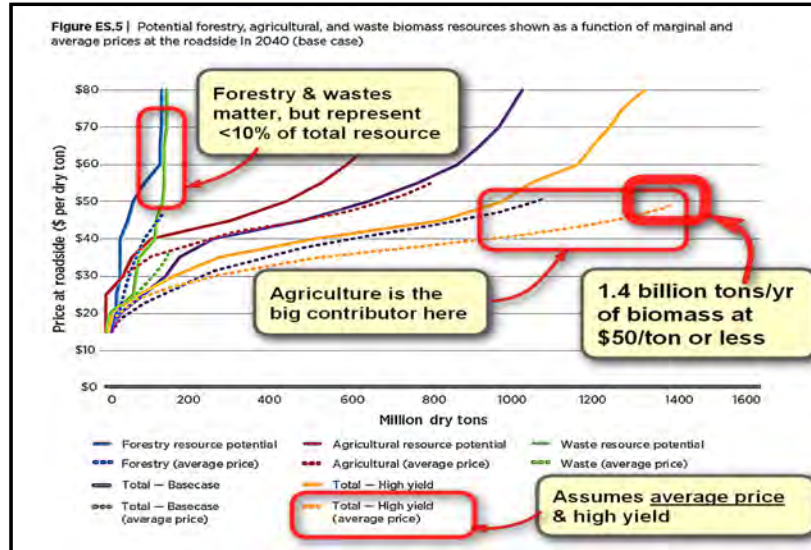 Figure ES.5 | Potential forestry, agricultural, and waste biomass resources shown as a function of marginal and
average prices at the roadside in 2040 (base case)
$80
$70
$60
$50
$40
$30
$20
$10
$0
Price at roadside ($ per dry ton)
Forestry & wastes
matter, but represent
<10% of total resource
Agriculture is the
big contributor here
1.4 billion tons/yr
of biomass at
$50/ton or less
0 200 400 600 800 1000 1200 1400 1600
Million dry tons
Forestry resource potential
Agricultural resource potential
Waste resource potential
Forestry (average price)
Agricultural (average price)
Waste (average price)
Total — Basecase
Total — High yield
Total — Basecase
(average price)
Total — High yield
(average price)
Assumes average price
& high yield